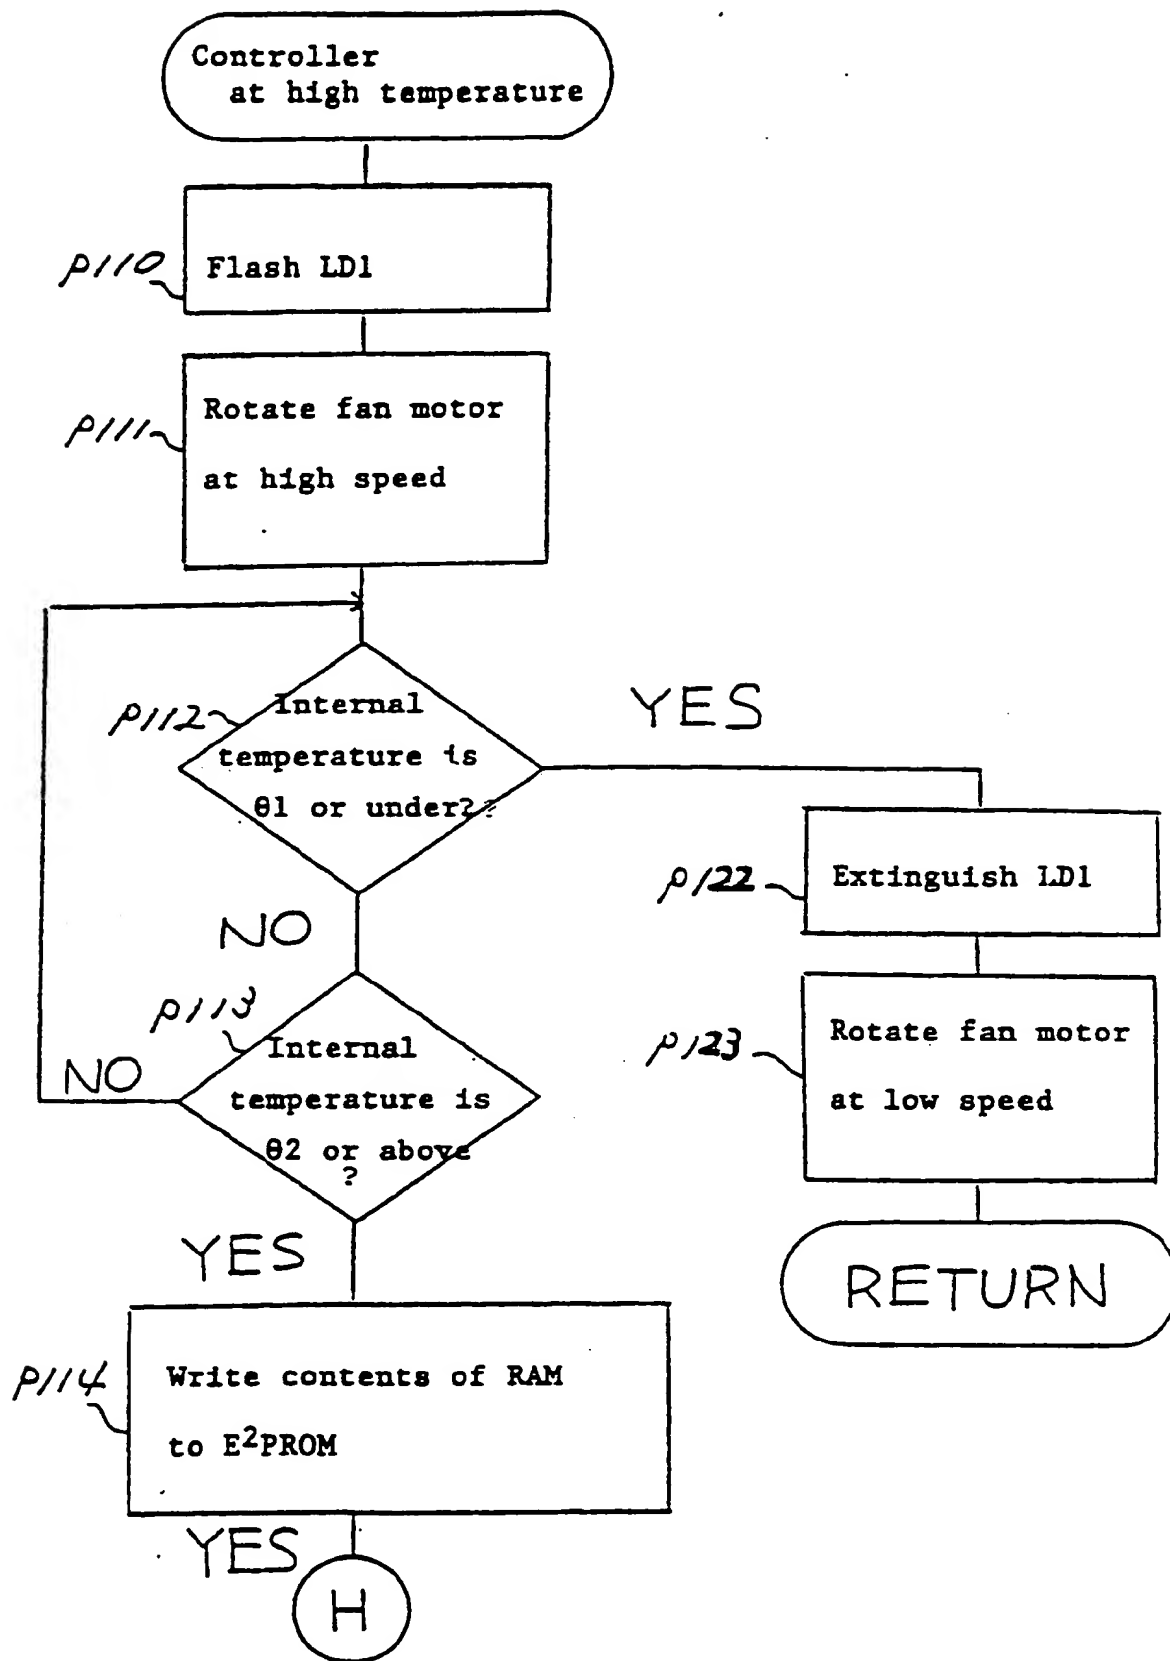 Controller
at high temperature
P110
Flash LD1
P111
Rotate fan motor
at high speed
P112
Internal
temperature is
θ1 or under??
YES
NO
P122
Extinguish LD1
P123
Rotate fan motor
at low speed
RETURN
P113
Internal
temperature is
θ2 or above
?
NO
YES
P114
Write contents of RAM
to E²PROM
YES
H